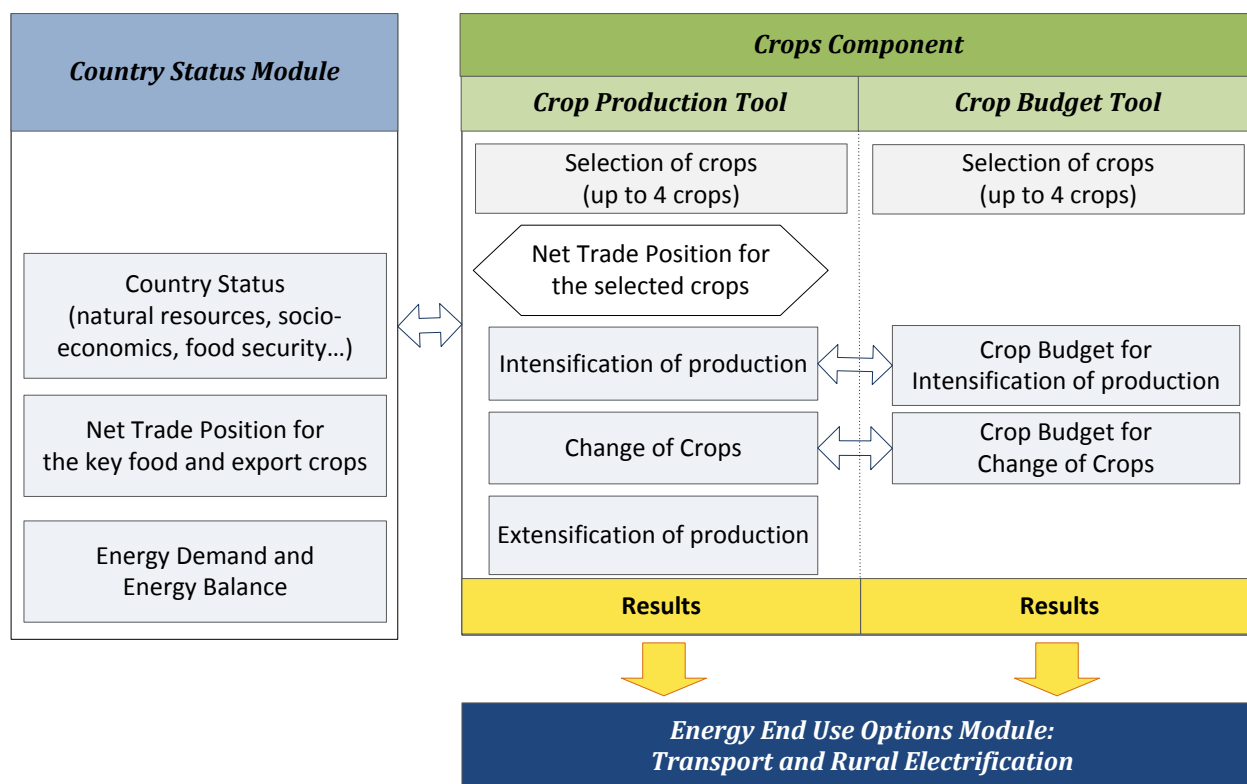 Country Status Module
Country Status
(natural resources, socio-
economics, food security…)
Net Trade Position for
the key food and export crops
Energy Demand and
Energy Balance
Crops Component
Crop Production Tool
Crop Budget Tool
Selection of crops
(up to 4 crops)
Selection of crops
(up to 4 crops)
Net Trade Position for
the selected crops
Intensification of production
Crop Budget for
Intensification of production
Change of Crops
Crop Budget for
Change of Crops
Extensification of production
Results
Results
Energy End Use Options Module:
Transport and Rural Electrification